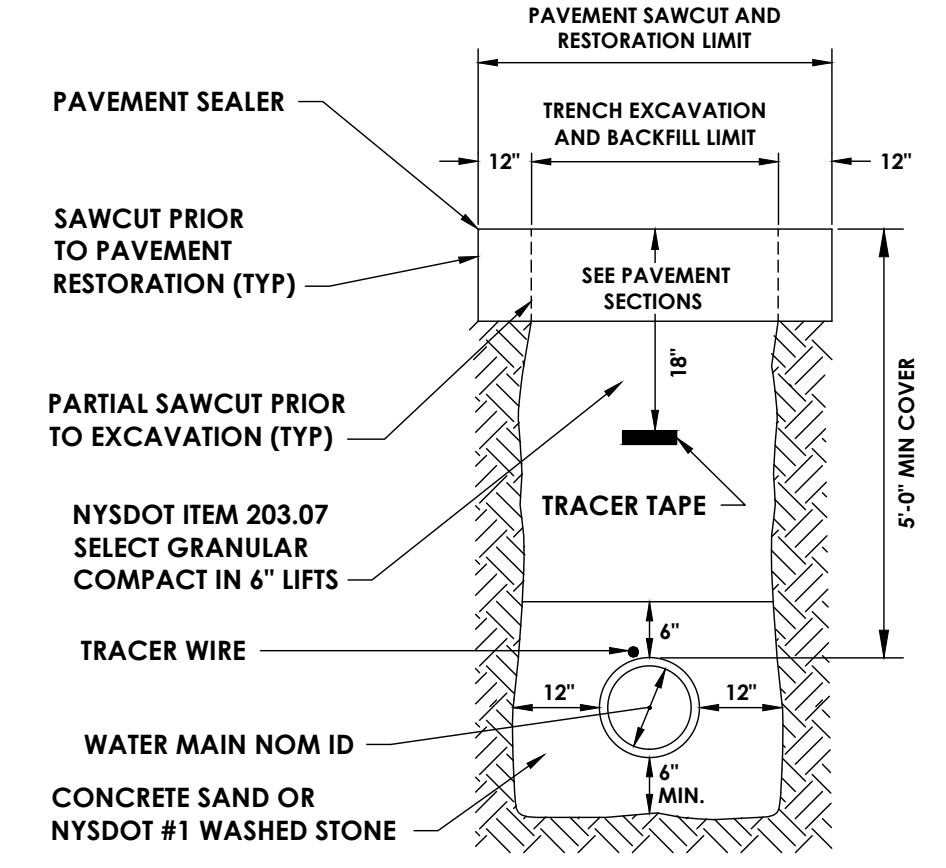 PAVEMENT SAWCUT AND
RESTORATION LIMIT
PAVEMENT SEALER
TRENCH EXCAVATION
AND BACKFILL LIMIT
12"
12"
SAWCUT PRIOR
TO PAVEMENT
RESTORATION (TYP)
SEE PAVEMENT
SECTIONS
18"
5'-0" MIN COVER
PARTIAL SAWCUT PRIOR
TO EXCAVATION (TYP)
TRACER TAPE
NYSDOT ITEM 203.07
SELECT GRANULAR
COMPACT IN 6" LIFTS
6"
TRACER WIRE
12"
12"
WATER MAIN NOM ID
6"
MIN.
CONCRETE SAND OR
NYSDOT #1 WASHED STONE